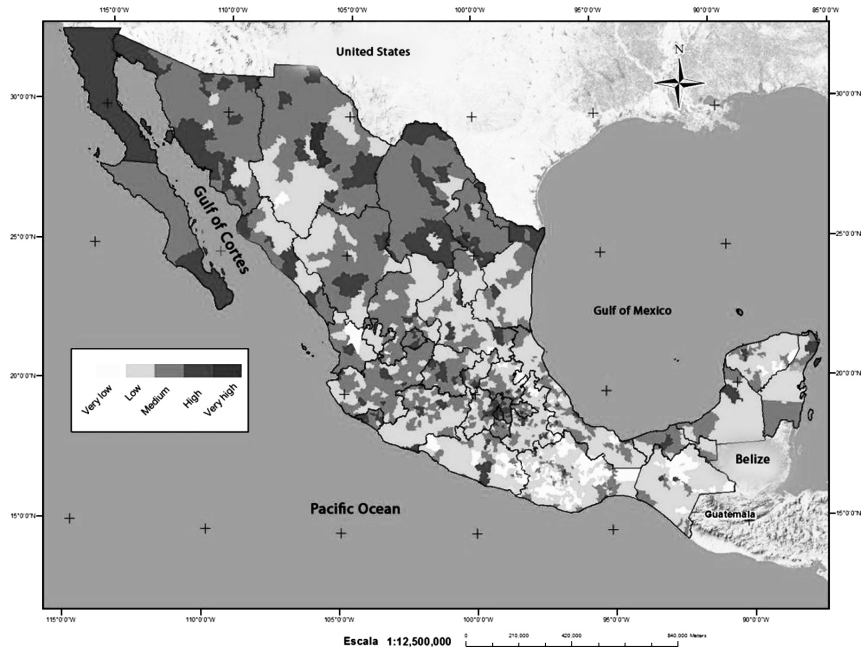 115°0'0"W 110°0'0"W 105°0'0"W 100°0'0"W 95°0'0"W 90°0'0"W 85°0'0"W
United States
N
30°0'0"N 30°0'0"N
Gulf of Cortes
25°0'0"N 25°0'0"N
Gulf of Mexico
20°0'0"N 20°0'0"N
Very low
Low
Medium
High
Very high
Belize
Pacific Ocean
Guatemala
15°0'0"N 15°0'0"N
115°0'0"W 110°0'0"W 105°0'0"W 100°0'0"W 95°0'0"W 90°0'0"W
Escala 1:12,500,000
0 210,000 420,000 840,000 Meters